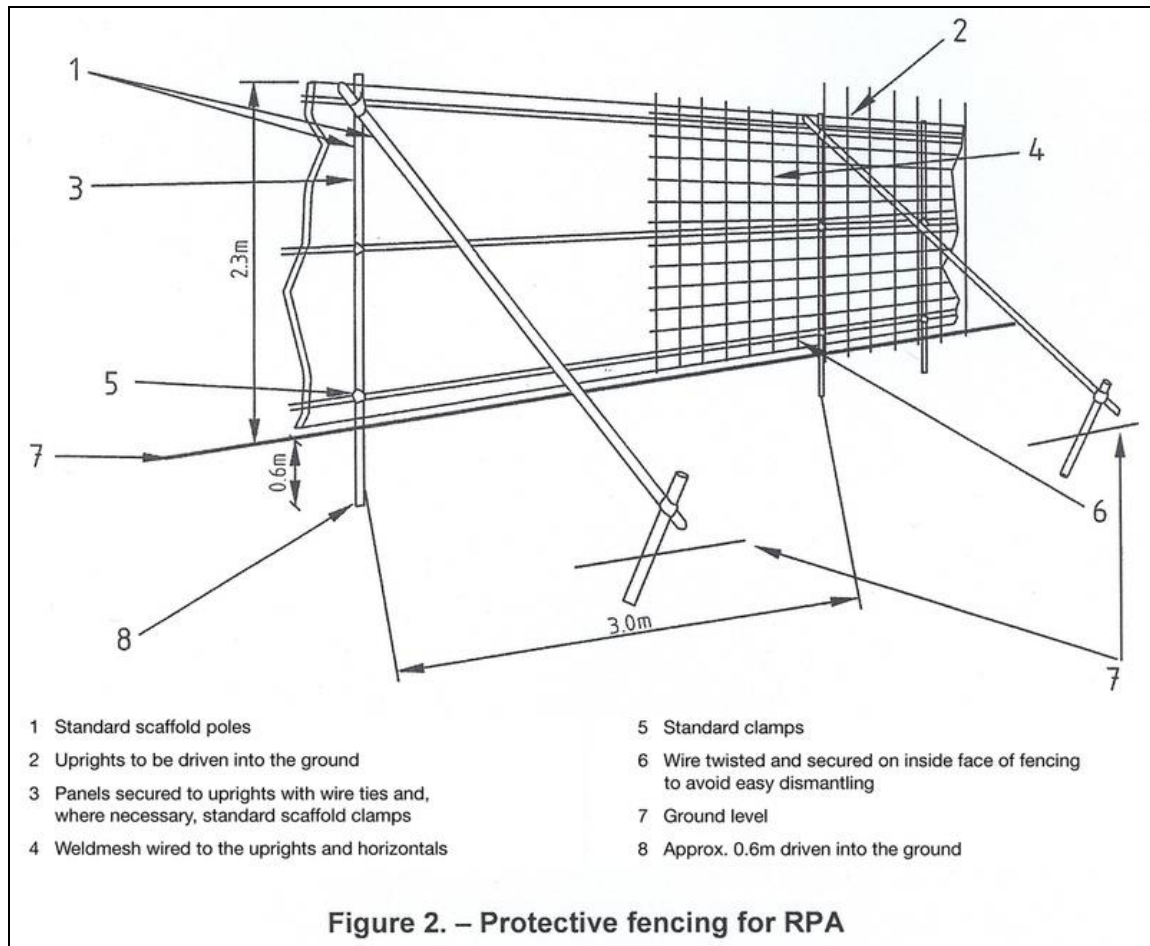 2
1
4
3
2.3m
5
7
0.6m
6
8
3.0m
7
1 Standard scaffold poles
2 Uprights to be driven into the ground
3 Panels secured to uprights with wire ties and,
where necessary, standard scaffold clamps
4 Weldmesh wired to the uprights and horizontals
5 Standard clamps
6 Wire twisted and secured on inside face of fencing
to avoid easy dismantling
7 Ground level
8 Approx. 0.6m driven into the ground
Figure 2. – Protective fencing for RPA